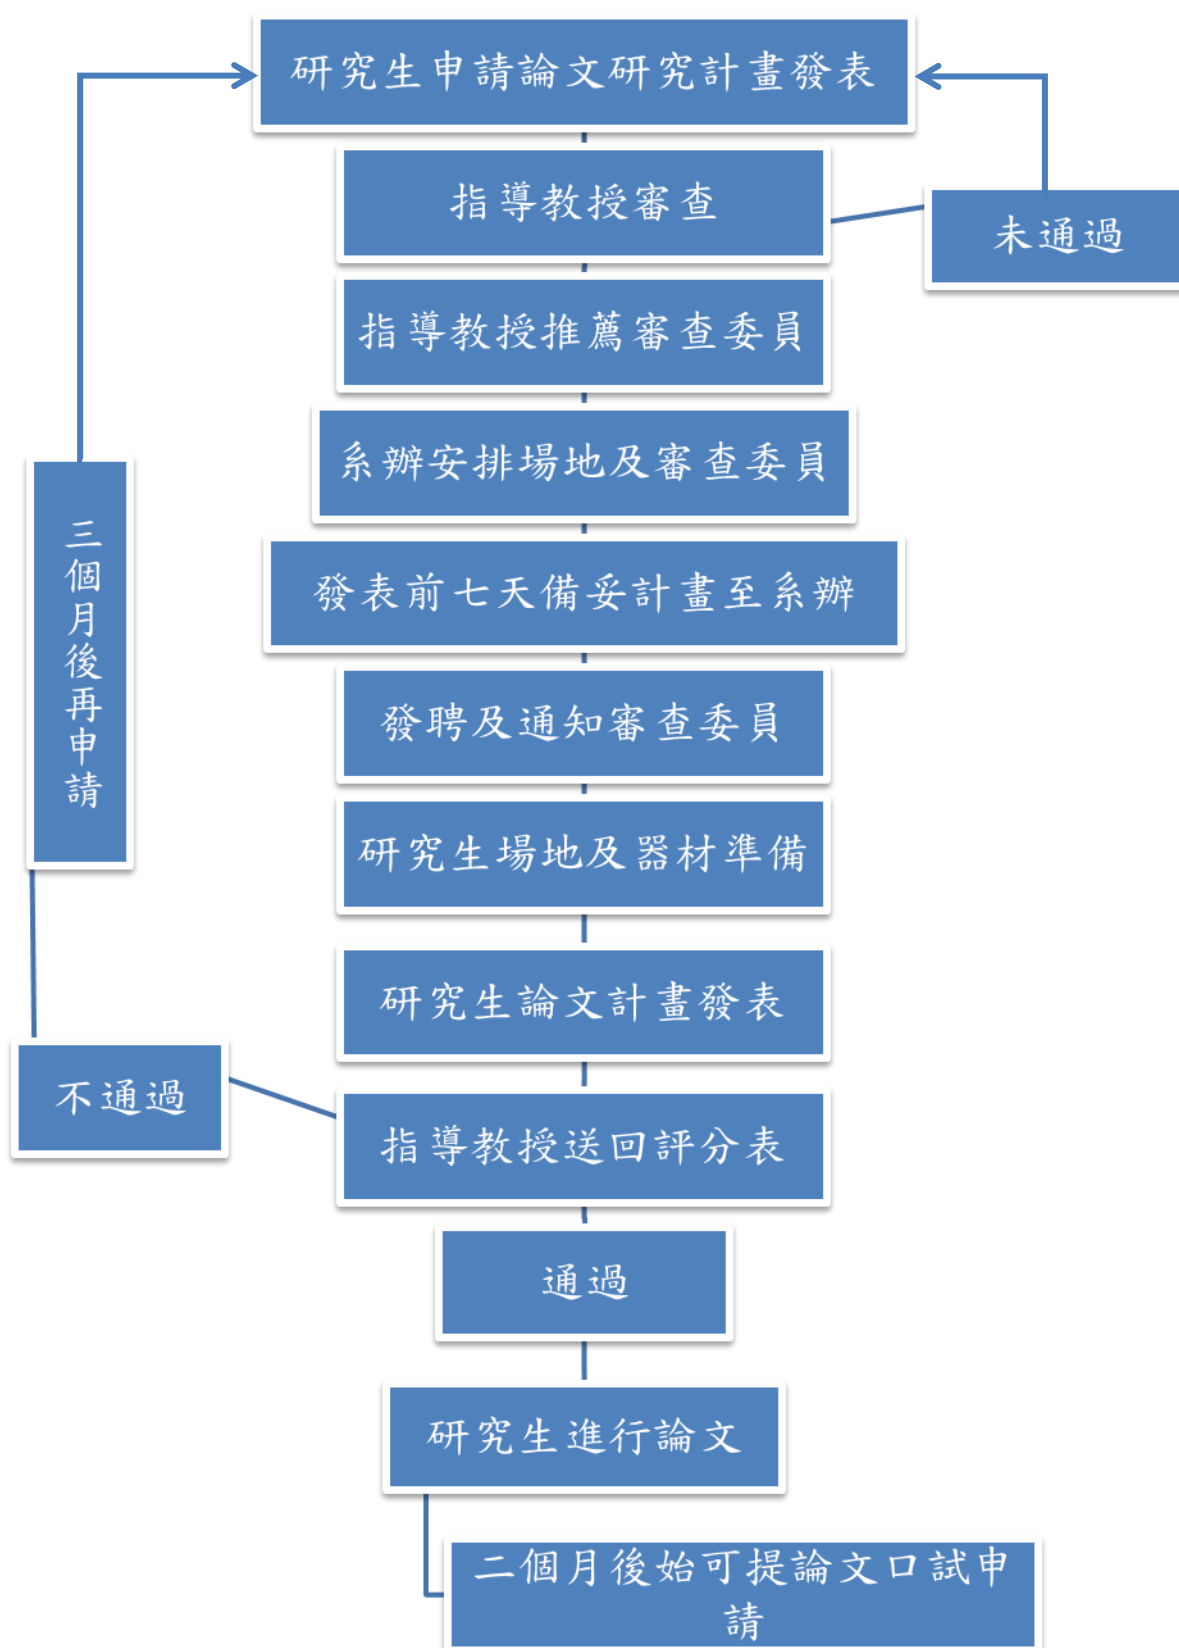 研究生申請論文研究計畫發表
指導教授審查
未通過
指導教授推薦審查委員
系辦安排場地及審查委員
三個月後再申請
發表前七天備妥計畫至系辦
發聘及通知審查委員
研究生場地及器材準備
研究生論文計畫發表
不通過
指導教授送回評分表
通過
研究生進行論文
二個月後始可提論文口試申
請